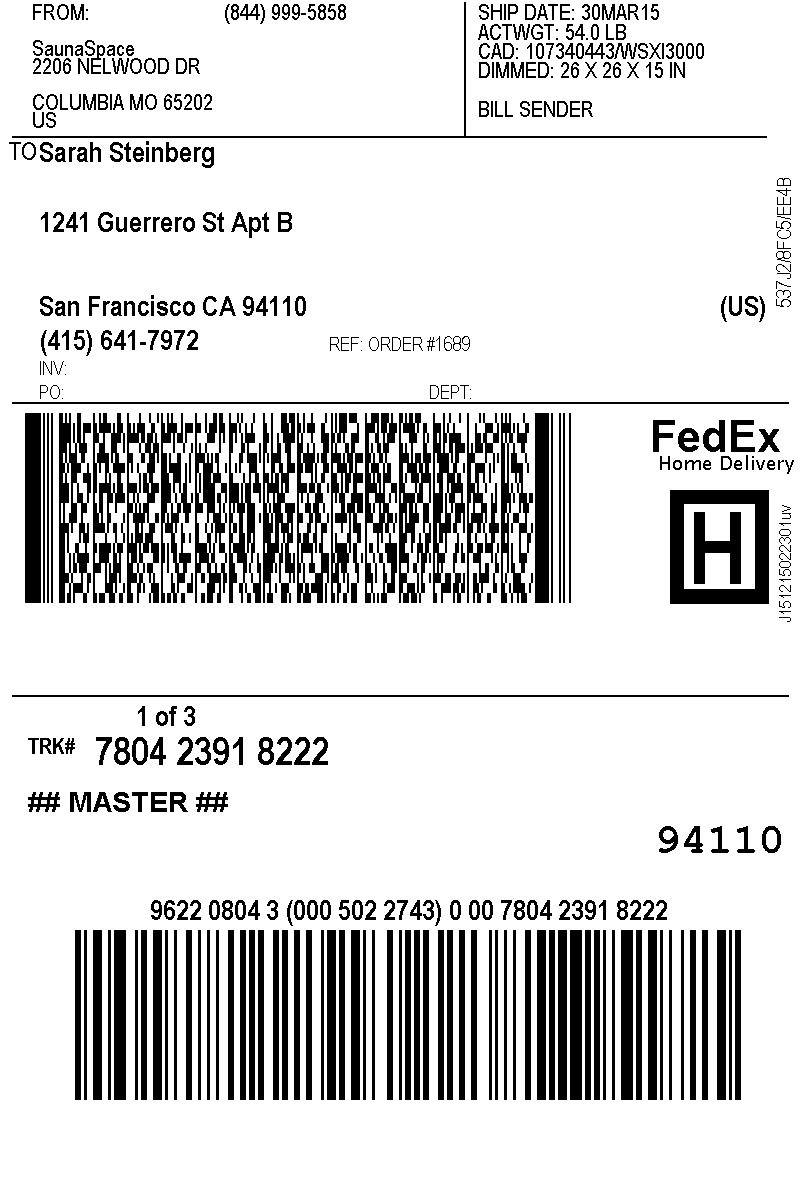 FROM: (844) 999-5858
SaunaSpace
2206 NELWOOD DR
COLUMBIA MO 65202
US
SHIP DATE: 30MAR15
ACTWGT: 54.0 LB
CAD: 107340443/WSXI3000
DIMMED: 26 X 26 X 15 IN
BILL SENDER
TO Sarah Steinberg
1241 Guerrero St Apt B
San Francisco CA 94110 (US)
(415) 641-7972 REF: ORDER #1689
INV:
PO: DEPT:
537J2/8FC5/EE4B
FedEx
Home Delivery
H
J151215022301uv
1 of 3
TRK# 7804 2391 8222
## MASTER ##
94110
9622 0804 3 (000 502 2743) 0 00 7804 2391 8222